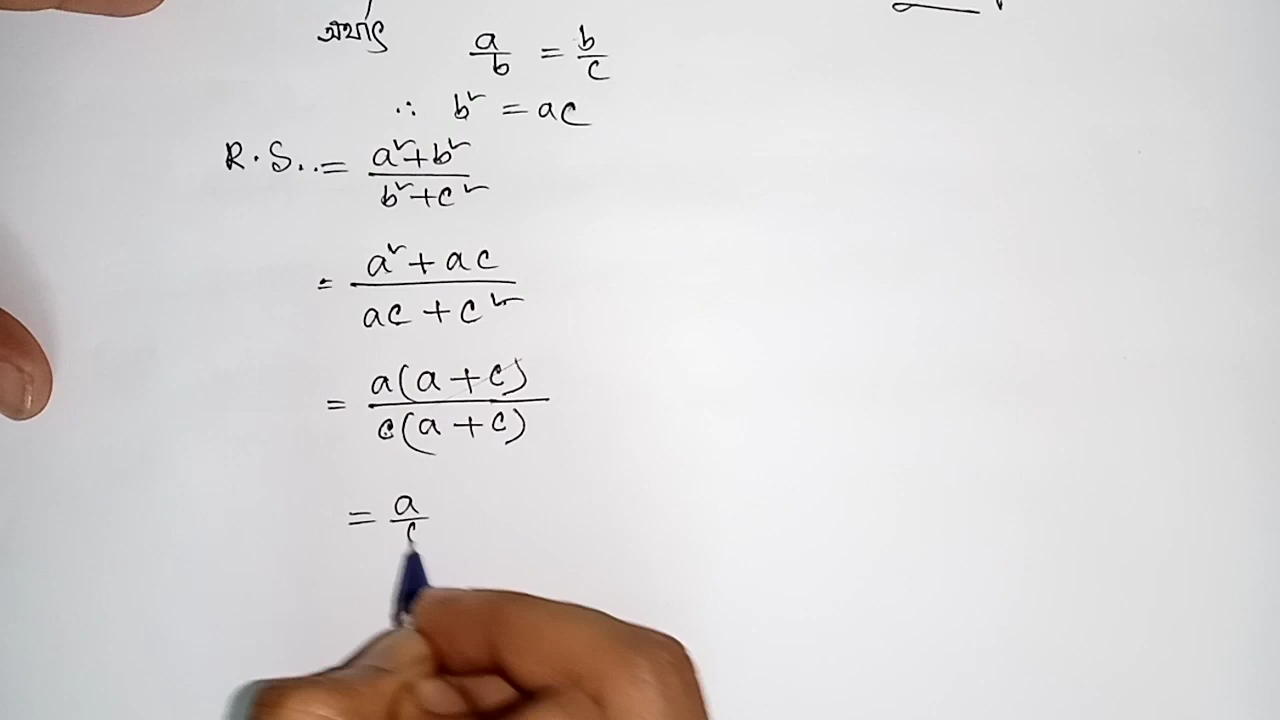 অর্থাৎ a/b = b/c
∴ b² = ac
R.S.. = (a²+b²)/(b²+c²)
= (a²+ac)/(ac+c²)
= a(a+c)/c(a+c)
= a/c